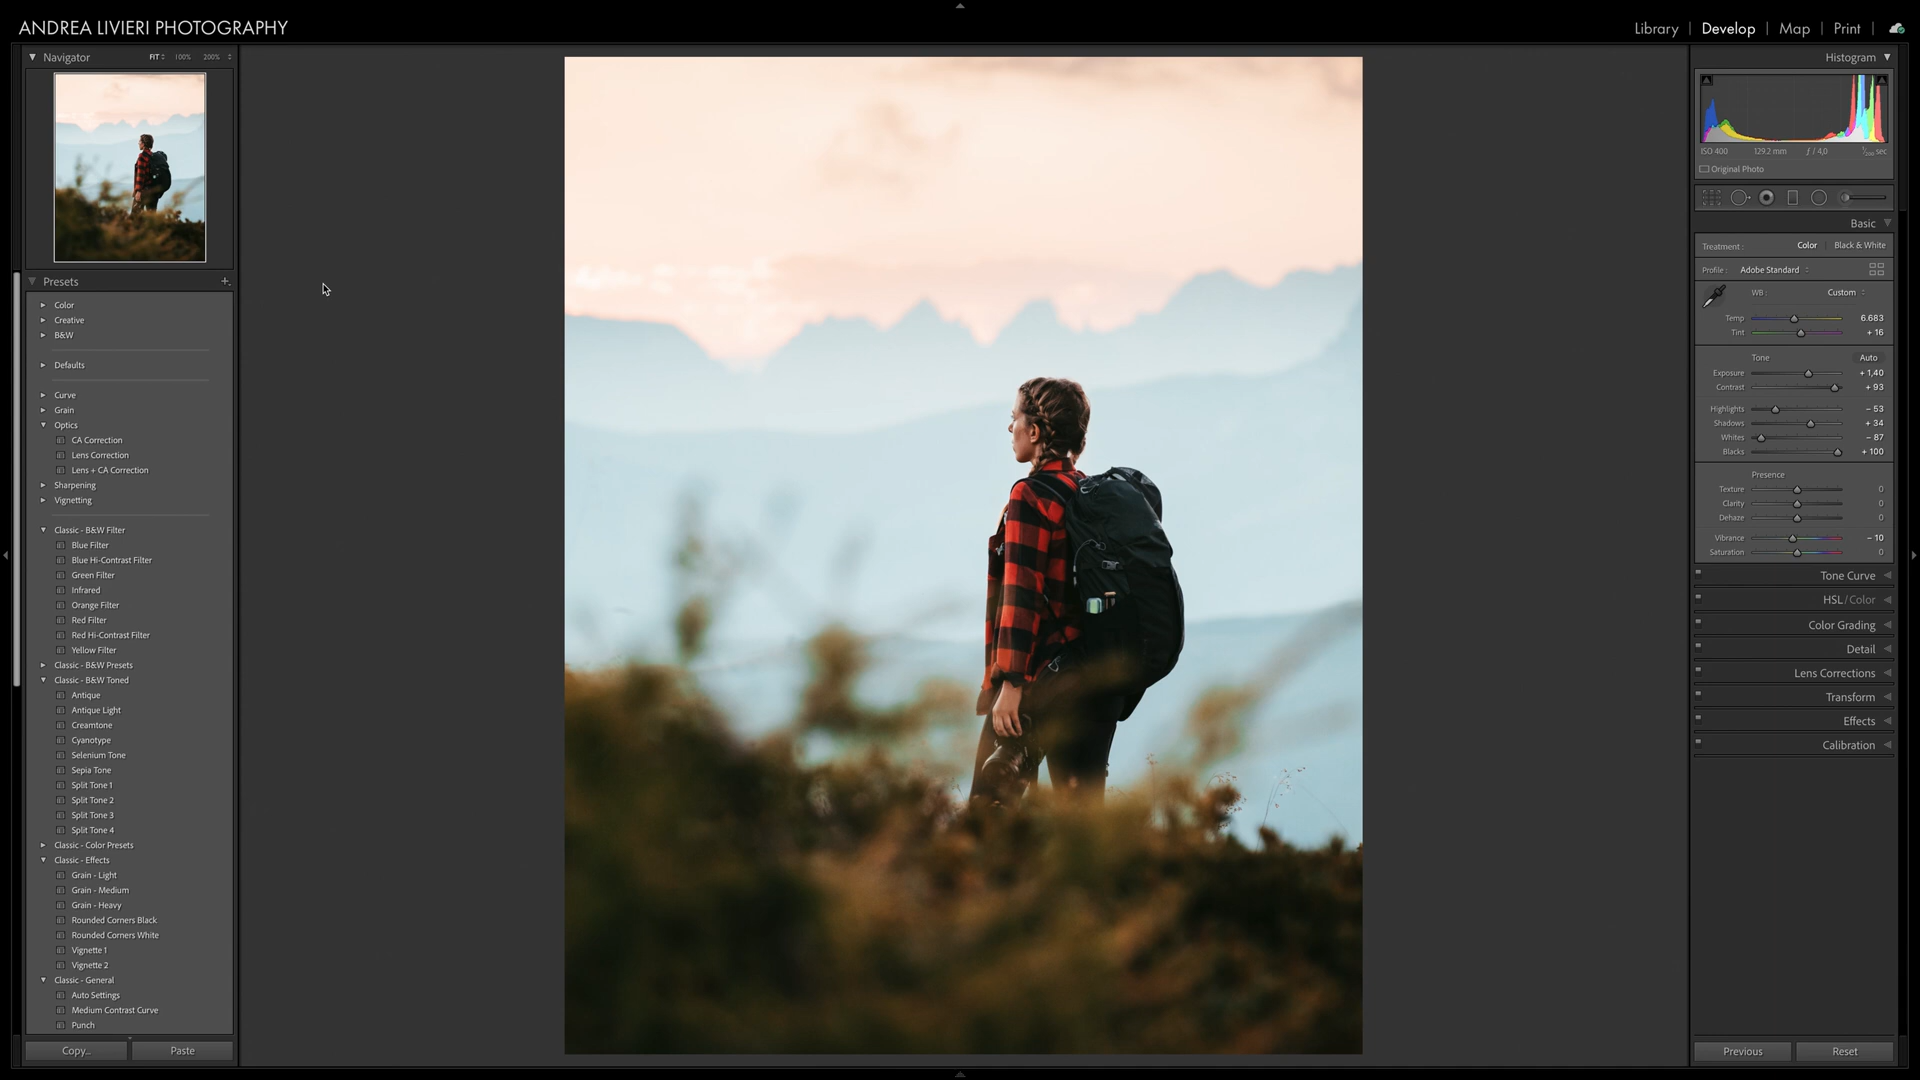 ANDREA LIVIERI PHOTOGRAPHY
Library | Develop | Map | Print |
Navigator FIT 100% 200%
Presets +
Color
Creative
B&W
Defaults
Curve
Grain
Optics
CA Correction
Lens Correction
Lens + CA Correction
Sharpening
Vignetting
Classic - B&W Filter
Blue Filter
Blue Hi-Contrast Filter
Green Filter
Infrared
Orange Filter
Red Filter
Red Hi-Contrast Filter
Yellow Filter
Classic - B&W Presets
Classic - B&W Toned
Antique
Antique Light
Creamtone
Cyanotype
Selenium Tone
Sepia Tone
Split Tone 1
Split Tone 2
Split Tone 3
Split Tone 4
Classic - Color Presets
Classic - Effects
Grain - Light
Grain - Medium
Grain - Heavy
Rounded Corners Black
Rounded Corners White
Vignette 1
Vignette 2
Classic - General
Auto Settings
Medium Contrast Curve
Punch
Copy... Paste
Histogram
ISO 400 129.2 mm ƒ / 4,0 sec
Original Photo
Basic
Treatment : Color Black & White
Profile : Adobe Standard
WB : Custom
Temp 6.683
Tint + 16
Tone Auto
Exposure + 1,40
Contrast + 93
Highlights − 53
Shadows + 34
Whites − 87
Blacks + 100
Presence
Texture 0
Clarity 0
Dehaze 0
Vibrance − 10
Saturation 0
Tone Curve
HSL / Color
Color Grading
Detail
Lens Corrections
Transform
Effects
Calibration
Previous Reset